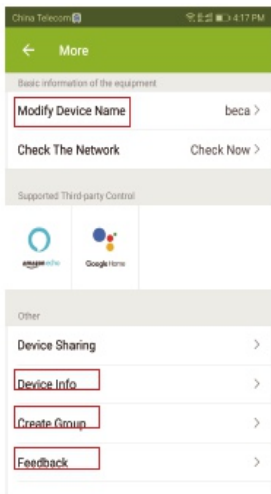 China Telecom 4:17 PM
More
Basic information of the equipment
Modify Device Name beca
Check The Network Check Now
Supported Third-party Control
amazon echo Google Home
Other
Device Sharing
Device Info
Create Group
Feedback